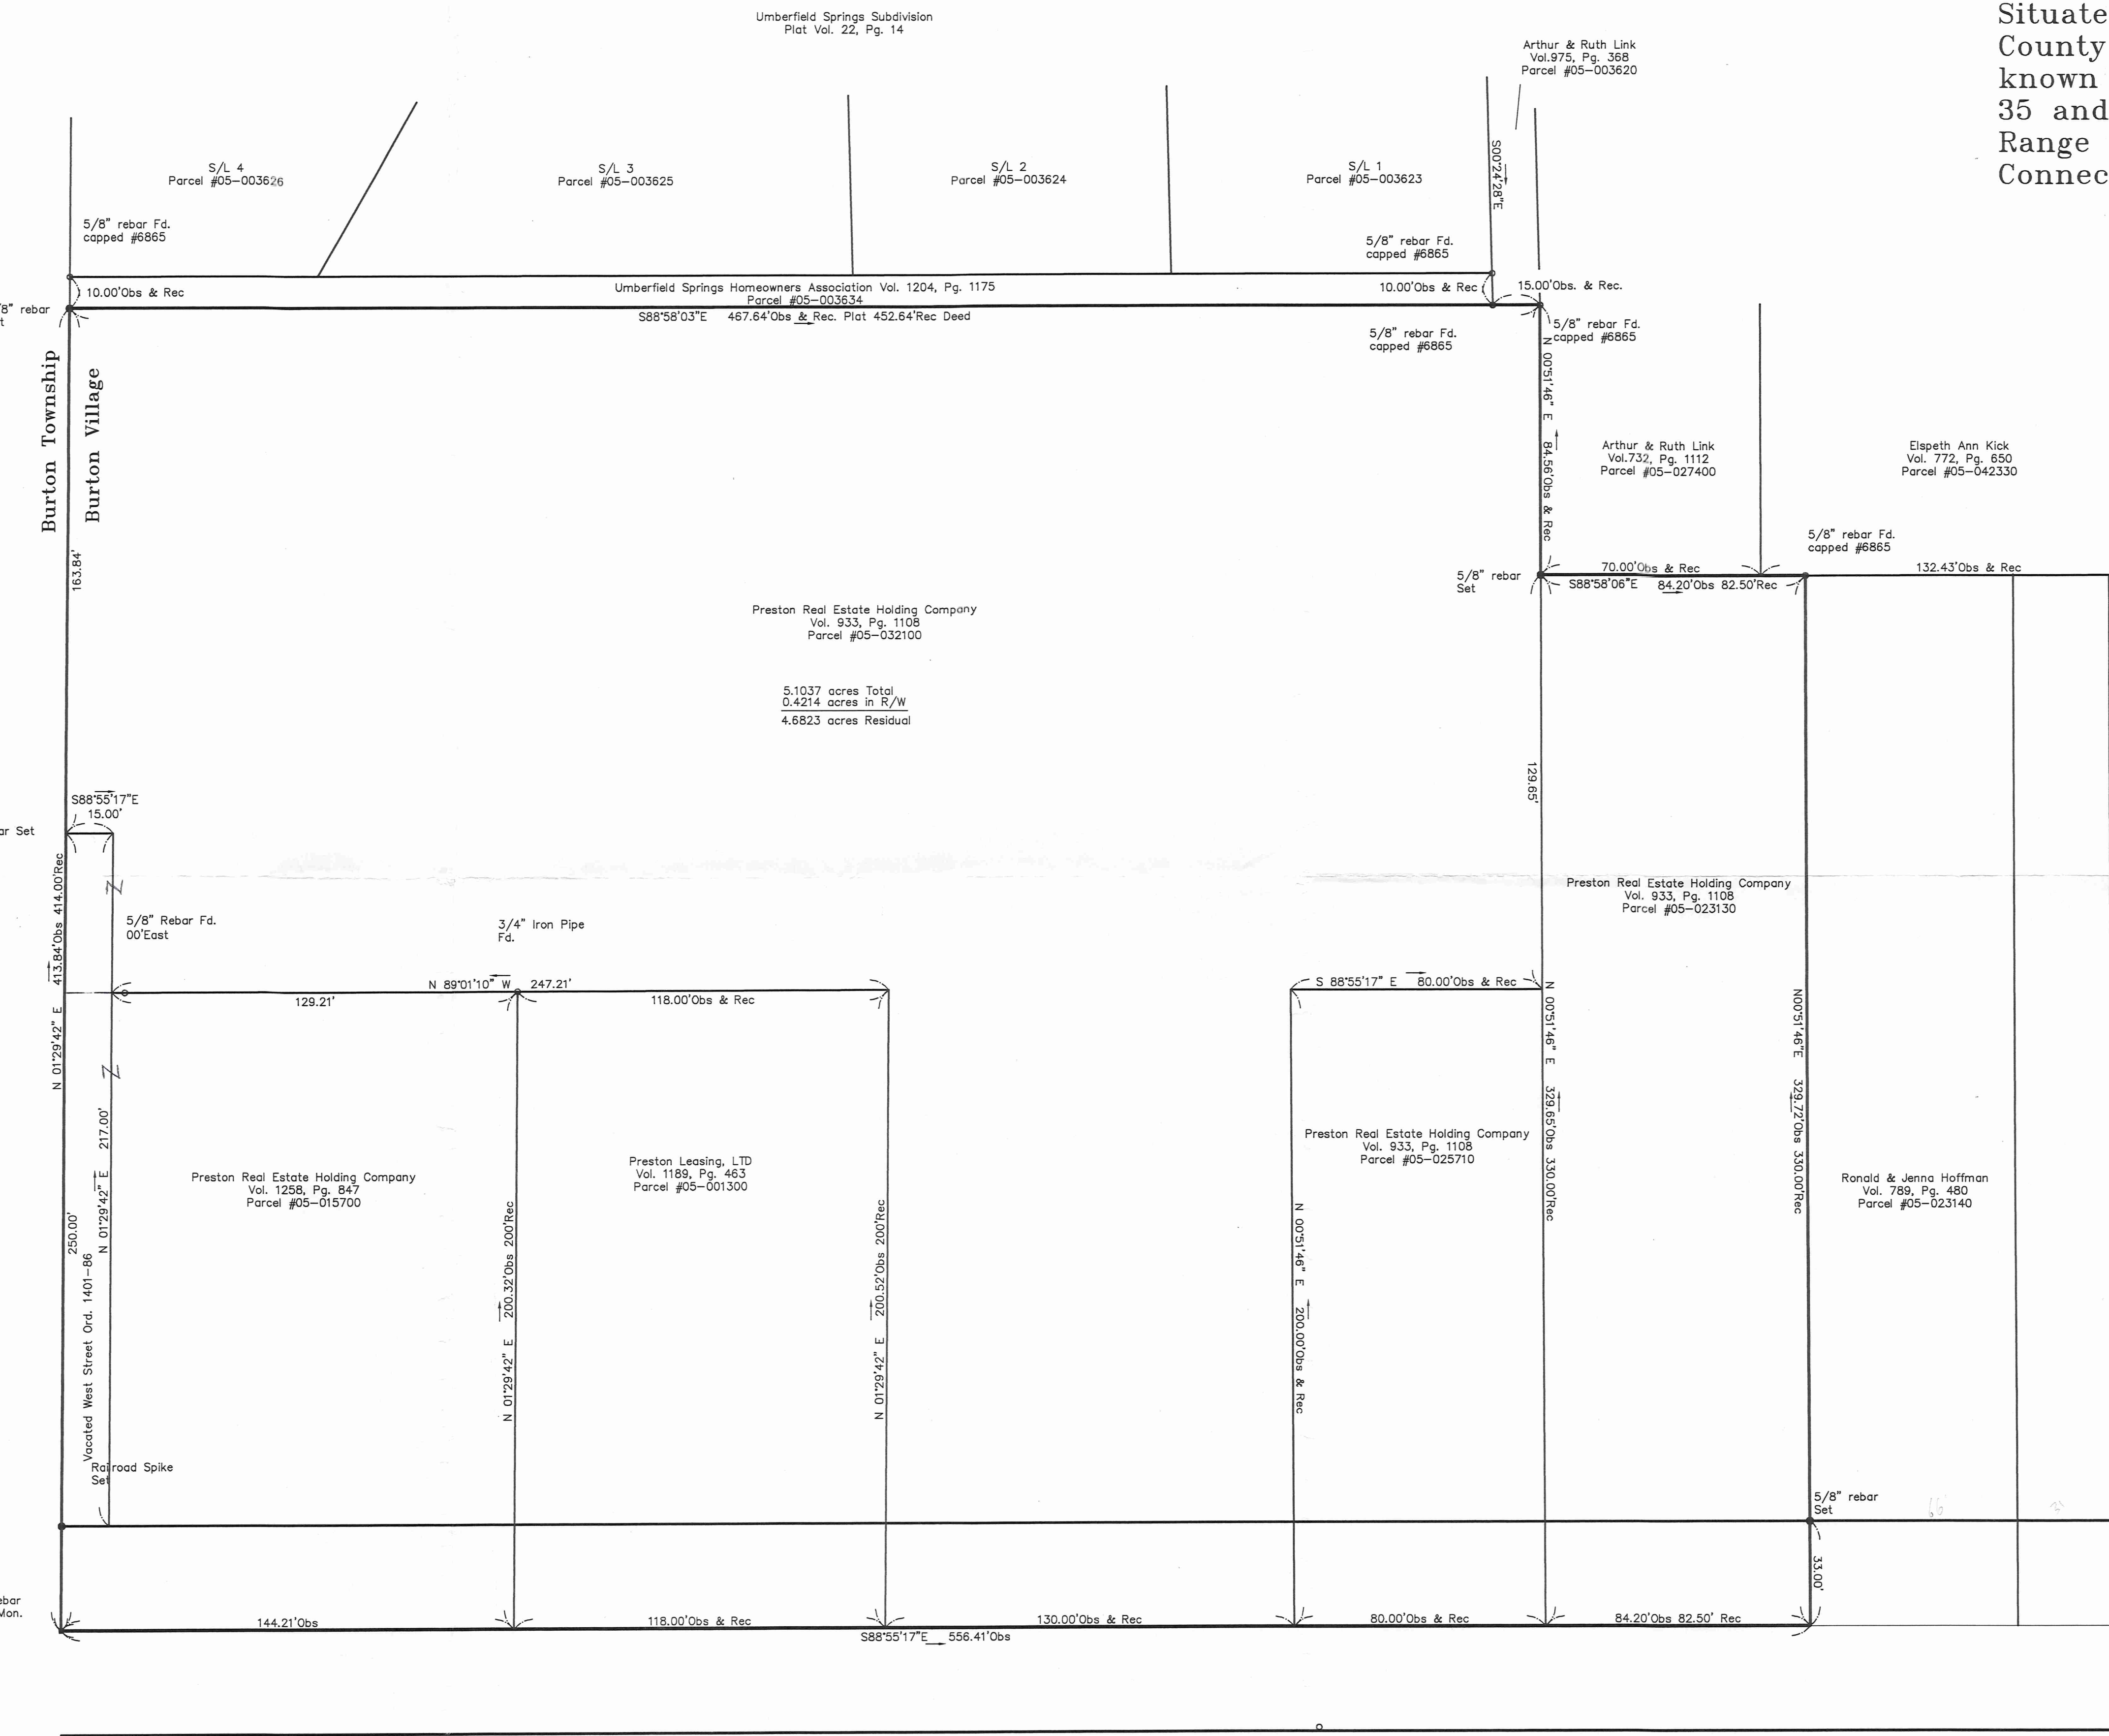 Umberfield Springs Subdivision
Plat Vol. 22, Pg. 14
Situate
County
known
35 and
Range
Connec
Arthur & Ruth Link
Vol.975, Pg. 368
Parcel #05-003620
S/L 4
Parcel #05-003626
S/L 3
Parcel #05-003625
S/L 2
Parcel #05-003624
S/L 1
Parcel #05-003623
S00°24'28"E
5/8" rebar Fd.
capped #6865
5/8" rebar Fd.
capped #6865
10.00'Obs & Rec
Umberfield Springs Homeowners Association Vol. 1204, Pg. 1175
Parcel #05-003634
10.00'Obs & Rec
15.00'Obs. & Rec.
/8" rebar
t
S88°58'03"E 467.64'Obs & Rec. Plat 452.64'Rec Deed
5/8" rebar Fd.
capped #6865
5/8" rebar Fd.
capped #6865
Burton Township
Burton Village
163.84'
N 00°51'46" E 84.56'Obs & Rec
Arthur & Ruth Link
Vol.732, Pg. 1112
Parcel #05-027400
Elspeth Ann Kick
Vol. 772, Pg. 650
Parcel #05-042330
5/8" rebar Fd.
capped #6865
5/8" rebar
Set
70.00'Obs & Rec
S88°58'06"E 84.20'Obs 82.50'Rec
132.43'Obs & Rec
Preston Real Estate Holding Company
Vol. 933, Pg. 1108
Parcel #05-032100
5.1037 acres Total
0.4214 acres in R/W
4.6823 acres Residual
129.65'
S88°55'17"E
15.00'
ar Set
Preston Real Estate Holding Company
Vol. 933, Pg. 1108
Parcel #05-023130
5/8" Rebar Fd.
00'East
3/4" Iron Pipe
Fd.
N 01°29'42" E 413.84'Obs 414.00'Rec
N 89°01'10" W 247.21'
129.21'
118.00'Obs & Rec
S 88°55'17" E 80.00'Obs & Rec
N 00°51'46" E 329.65'Obs 330.00'Rec
N00°51'46"E 329.72'Obs 330.00'Rec
250.00'
Vacated West Street Ord. 1401-86
N 01°29'42" E 217.00'
Preston Real Estate Holding Company
Vol. 1258, Pg. 847
Parcel #05-015700
N 01°29'42" E 200.32'Obs 200'Rec
Preston Leasing, LTD
Vol. 1189, Pg. 463
Parcel #05-001300
N 01°29'42" E 200.52'Obs 200'Rec
Preston Real Estate Holding Company
Vol. 933, Pg. 1108
Parcel #05-025710
N 00°51'46" E 200.00'Obs & Rec
Ronald & Jenna Hoffman
Vol. 789, Pg. 480
Parcel #05-023140
Railroad Spike
Set
5/8" rebar
Set
66
33.00'
ebar
Mon.
144.21'Obs
118.00'Obs & Rec
130.00'Obs & Rec
80.00'Obs & Rec
84.20'Obs 82.50' Rec
S88°55'17"E 556.41'Obs